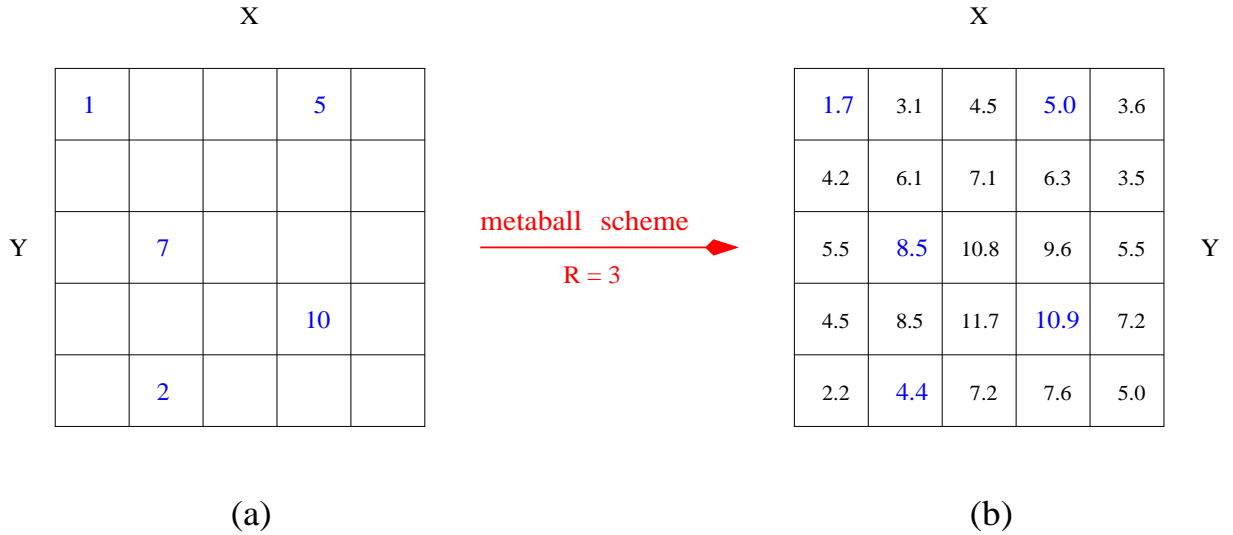 X X
1 5 1.7 3.1 4.5 5.0 3.6
4.2 6.1 7.1 6.3 3.5
metaball scheme
Y 7 5.5 8.5 10.8 9.6 5.5 Y
R = 3
10 4.5 8.5 11.7 10.9 7.2
2 2.2 4.4 7.2 7.6 5.0
(a) (b)